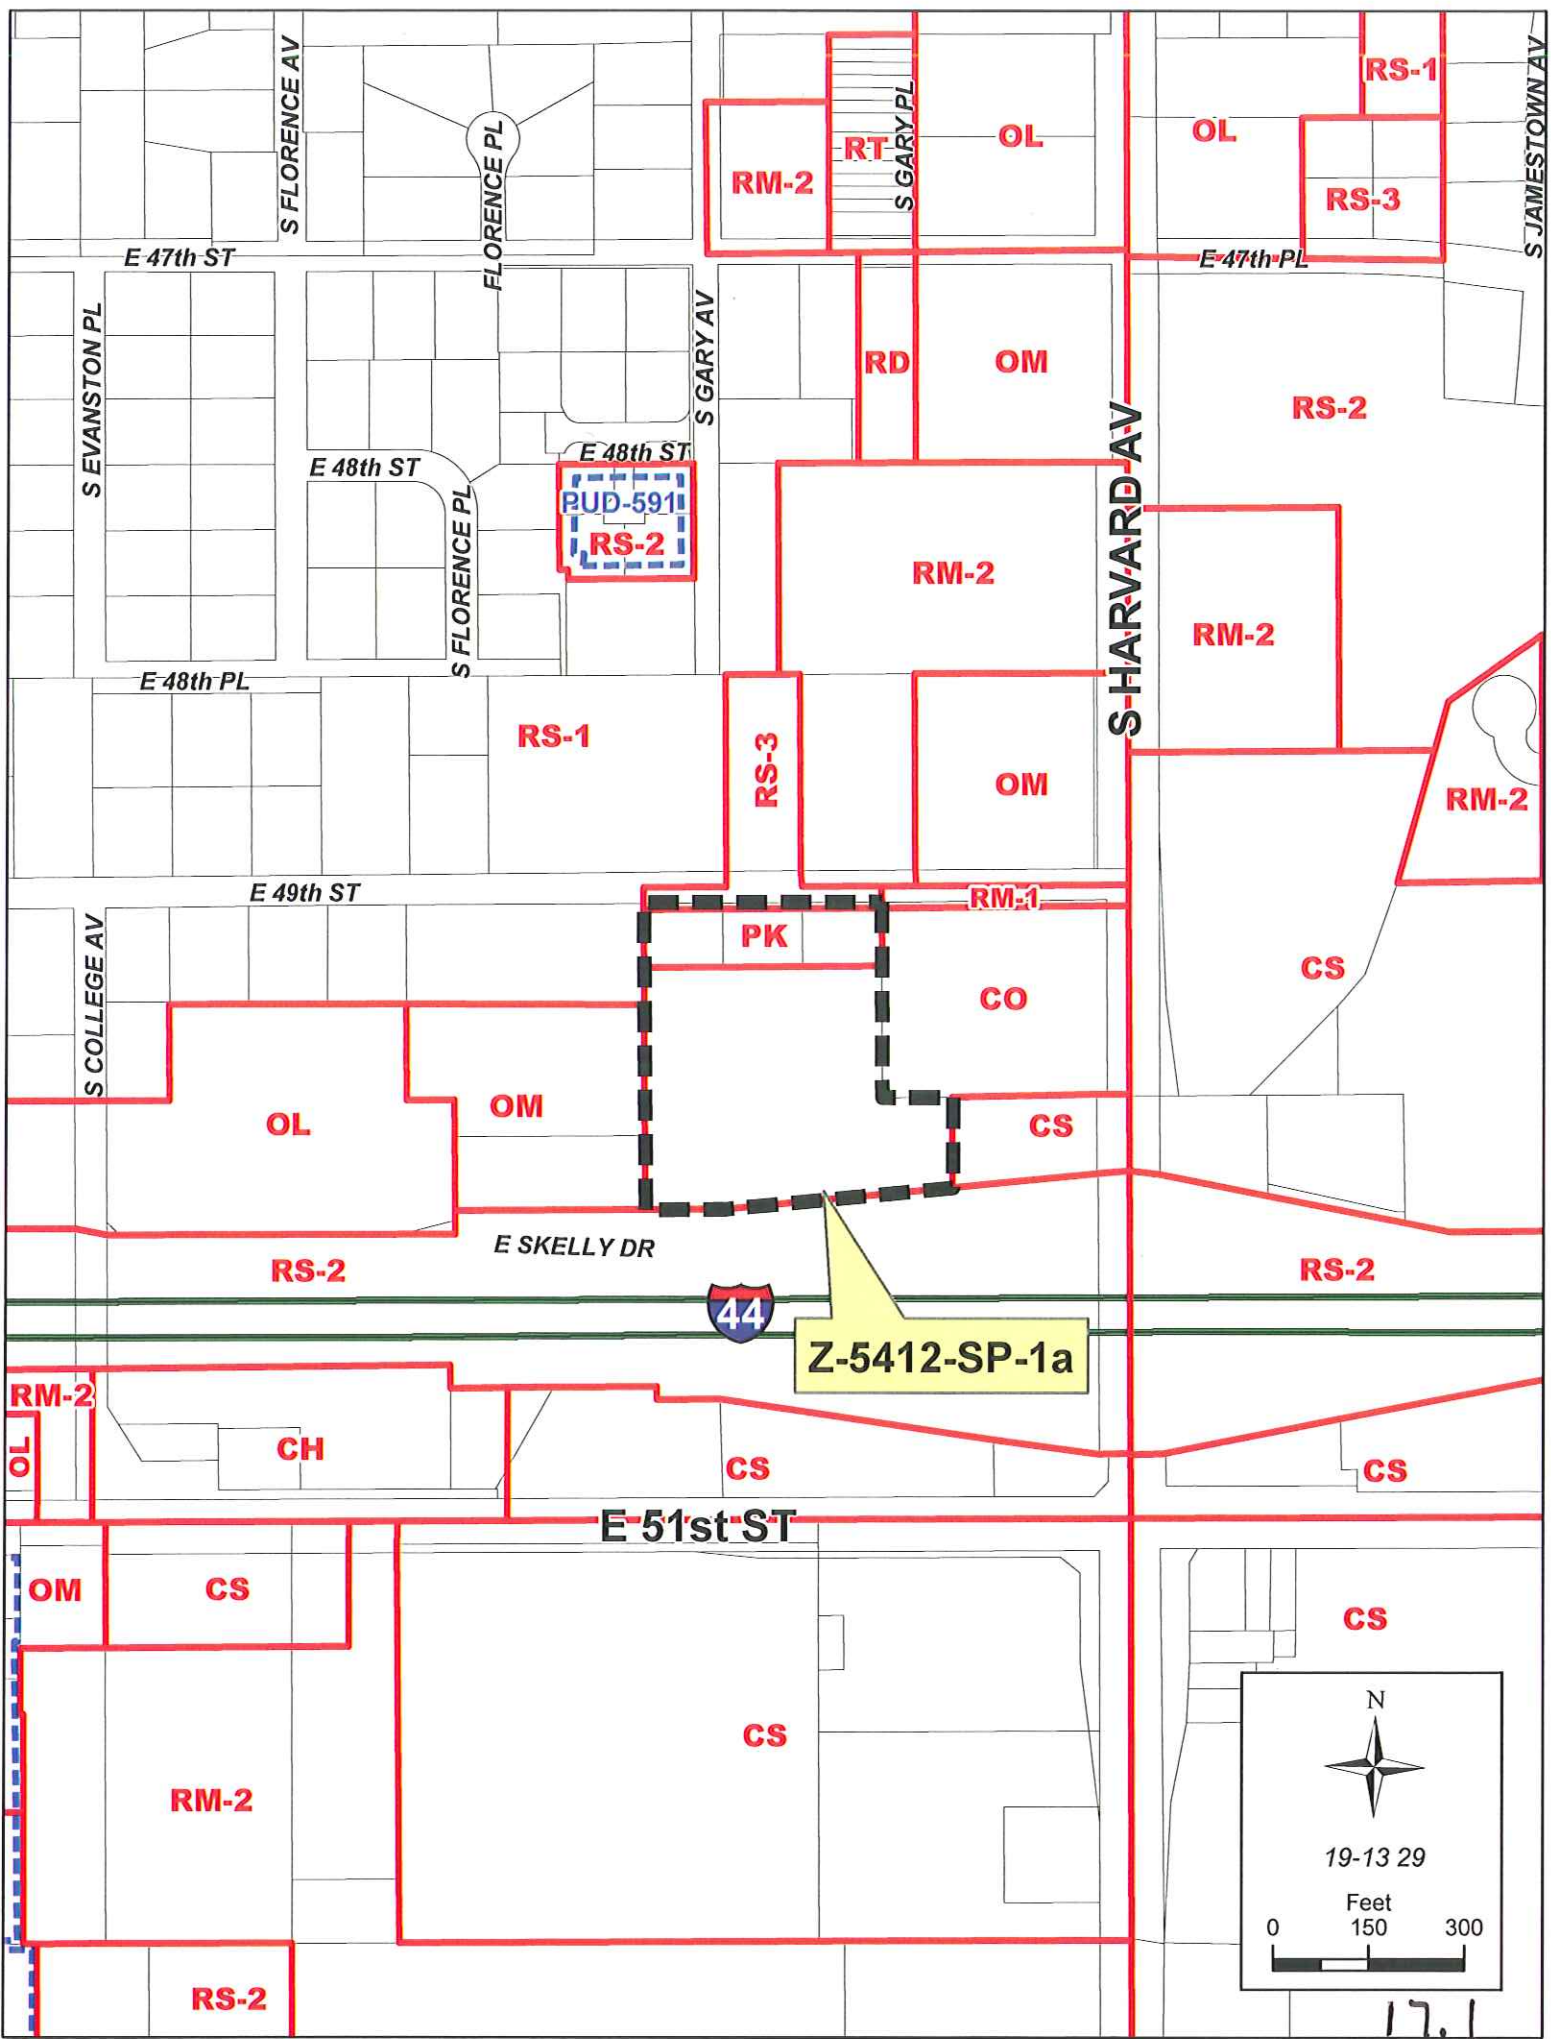 RS-1
S JAMESTOWN AV
S FLORENCE AV
FLORENCE PL
RM-2
RT
S GARY PL
OL
OL
RS-3
E 47th ST
E 47th PL
S EVANSTON PL
S GARY AV
RD
OM
RS-2
S HARVARD AV
E 48th ST
E 48th ST
PUD-591
RS-2
S FLORENCE PL
RM-2
RM-2
E 48th PL
RS-1
RS-3
OM
RM-2
E 49th ST
RM-1
S COLLEGE AV
PK
CO
CS
OL
OM
CS
E SKELLY DR
RS-2
RS-2
44
Z-5412-SP-1a
RM-2
OL
CH
CS
CS
E 51st ST
OM
CS
CS
CS
RM-2
RS-2
N
19-13 29
Feet
0 150 300
17.1